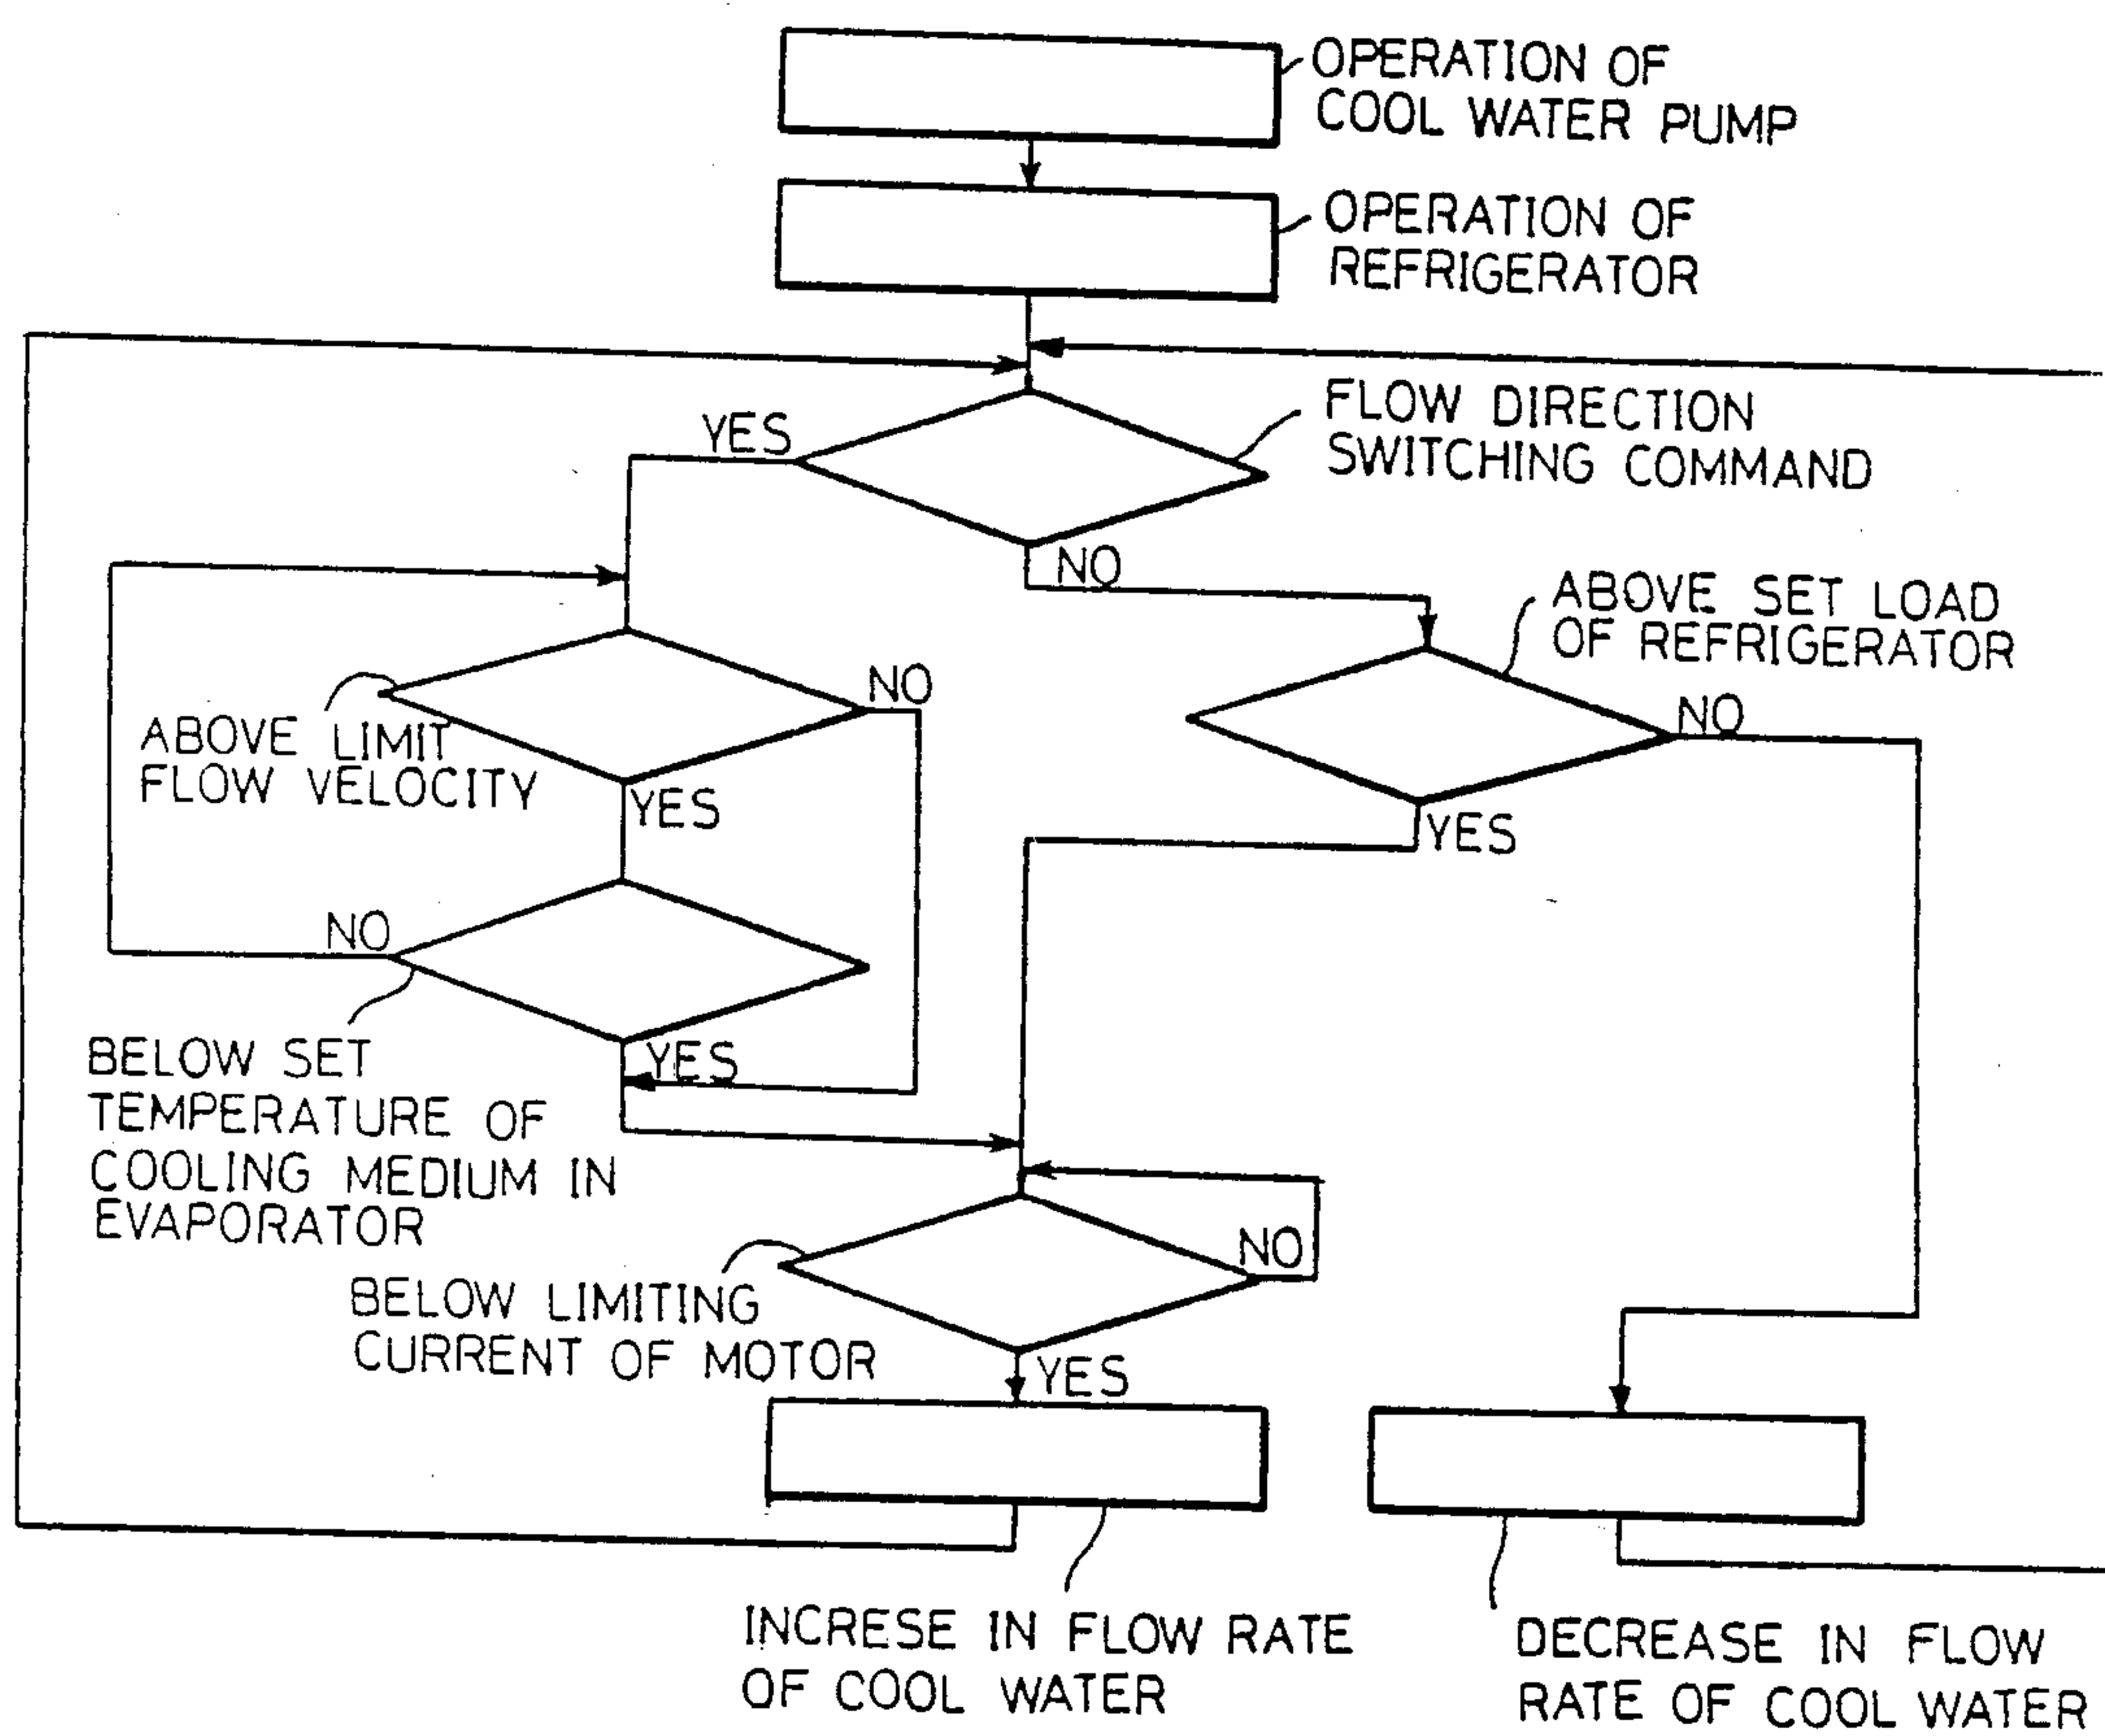 OPERATION OF
COOL WATER PUMP
OPERATION OF
REFRIGERATOR
FLOW DIRECTION
SWITCHING COMMAND
YES
NO
ABOVE SET LOAD
OF REFRIGERATOR
NO
ABOVE LIMIT
FLOW VELOCITY
YES
NO
YES
NO
BELOW SET
TEMPERATURE OF
COOLING MEDIUM IN
EVAPORATOR
YES
BELOW LIMITING
CURRENT OF MOTOR
NO
YES
INCRESE IN FLOW RATE
OF COOL WATER
DECREASE IN FLOW
RATE OF COOL WATER